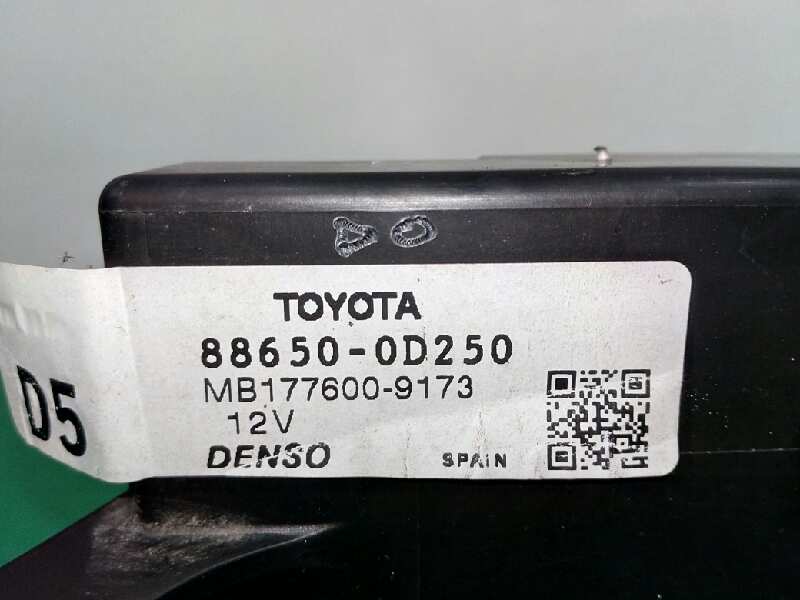 TOYOTA
88650-0D250
MB177600-9173
12V
DENSO SPAIN
D5